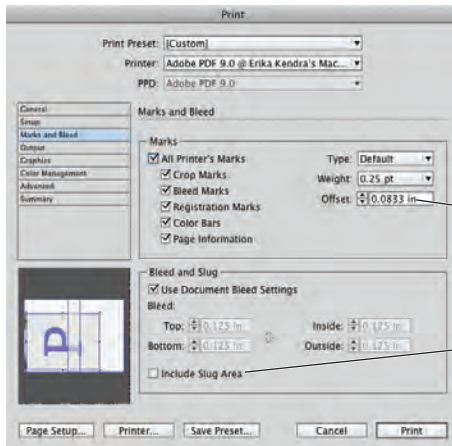 Print
Print Preset: [Custom]
Printer: Adobe PDF 9.0 @ Erika Kendra's Mac...
PPD: Adobe PDF 9.0
General
Setup
Marks and Bleed
Output
Graphics
Color Management
Advanced
Summary
Marks and Bleed
Marks
All Printer's Marks
Crop Marks
Bleed Marks
Registration Marks
Color Bars
Page Information
Type: Default
Weight: 0.25 pt
Offset: 0.0833 in
Bleed and Slug
Use Document Bleed Settings
Bleed:
Top: 0.125 in
Inside: 0.125 in
Bottom: 0.125 in
Outside: 0.125 in
Include Slug Area
P
Page Setup... Printer... Save Preset... Cancel Print